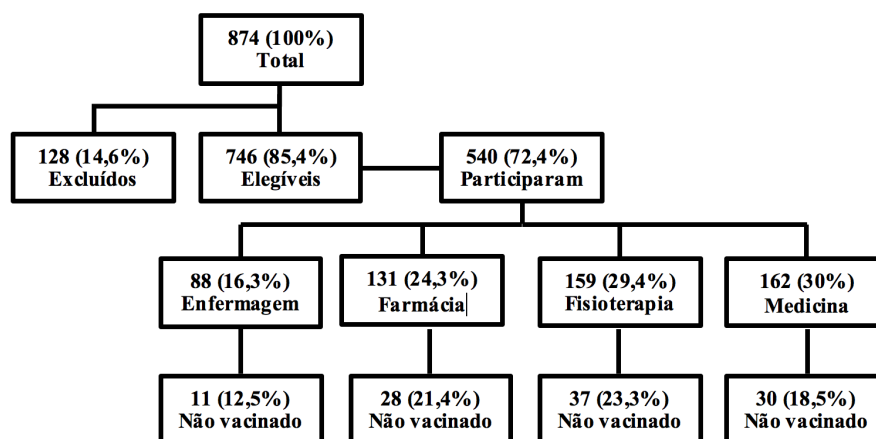 874 (100%)
Total
128 (14,6%)
Excluídos
746 (85,4%)
Elegíveis
540 (72,4%)
Participaram
88 (16,3%)
Enfermagem
131 (24,3%)
Farmácia
159 (29,4%)
Fisioterapia
162 (30%)
Medicina
11 (12,5%)
Não vacinado
28 (21,4%)
Não vacinado
37 (23,3%)
Não vacinado
30 (18,5%)
Não vacinado